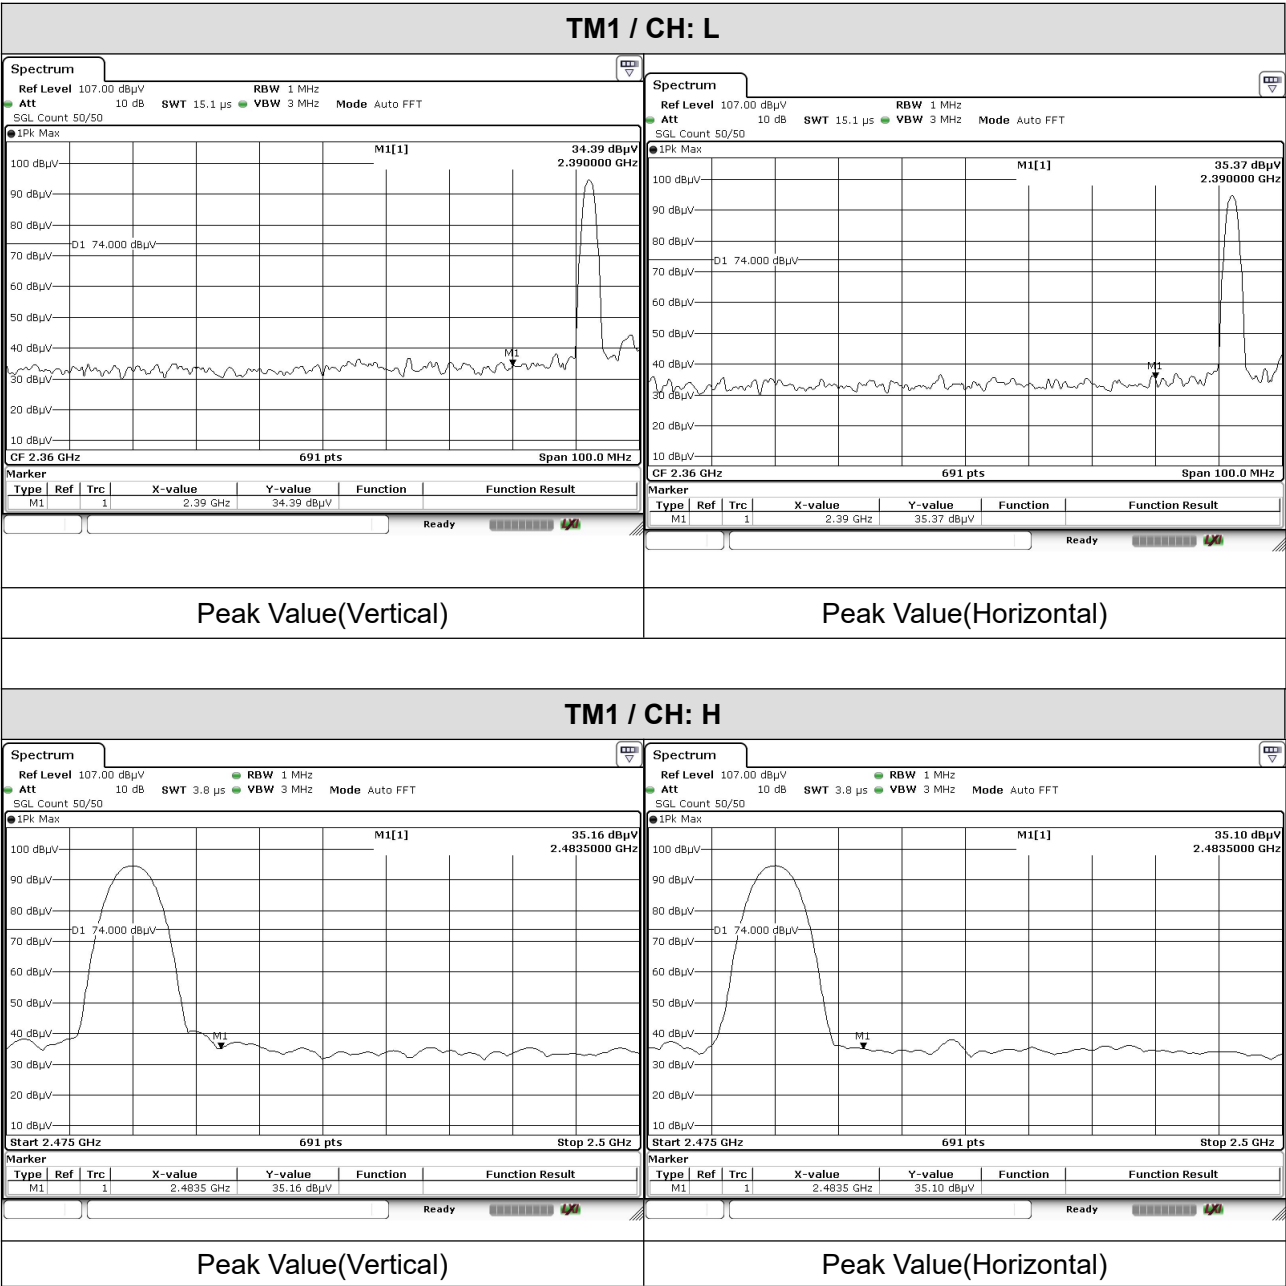 TM1 / CH: L
Spectrum
Ref Level 107.00 dBµV RBW 1 MHz
Att 10 dB SWT 15.1 µs VBW 3 MHz Mode Auto FFT
SGL Count 50/50
1Pk Max
M1[1] 34.39 dBµV
2.390000 GHz
100 dBµV
90 dBµV
80 dBµV
D1 74.000 dBµV
70 dBµV
60 dBµV
50 dBµV
40 dBµV
M1
30 dBµV
20 dBµV
10 dBµV
CF 2.36 GHz 691 pts Span 100.0 MHz
Marker
Type Ref Trc X-value Y-value Function Function Result
M1 1 2.39 GHz 34.39 dBµV
Ready LXI
Peak Value(Vertical)
Spectrum
Ref Level 107.00 dBµV RBW 1 MHz
Att 10 dB SWT 15.1 µs VBW 3 MHz Mode Auto FFT
SGL Count 50/50
1Pk Max
M1[1] 35.37 dBµV
2.390000 GHz
100 dBµV
90 dBµV
80 dBµV
D1 74.000 dBµV
70 dBµV
60 dBµV
50 dBµV
40 dBµV
M1
30 dBµV
20 dBµV
10 dBµV
CF 2.36 GHz 691 pts Span 100.0 MHz
Marker
Type Ref Trc X-value Y-value Function Function Result
M1 1 2.39 GHz 35.37 dBµV
Ready LXI
Peak Value(Horizontal)
TM1 / CH: H
Spectrum
Ref Level 107.00 dBµV RBW 1 MHz
Att 10 dB SWT 3.8 µs VBW 3 MHz Mode Auto FFT
SGL Count 50/50
1Pk Max
M1[1] 35.16 dBµV
2.4835000 GHz
100 dBµV
90 dBµV
80 dBµV
D1 74.000 dBµV
70 dBµV
60 dBµV
50 dBµV
40 dBµV
M1
30 dBµV
20 dBµV
10 dBµV
Start 2.475 GHz 691 pts Stop 2.5 GHz
Marker
Type Ref Trc X-value Y-value Function Function Result
M1 1 2.4835 GHz 35.16 dBµV
Ready LXI
Peak Value(Vertical)
Spectrum
Ref Level 107.00 dBµV RBW 1 MHz
Att 10 dB SWT 3.8 µs VBW 3 MHz Mode Auto FFT
SGL Count 50/50
1Pk Max
M1[1] 35.10 dBµV
2.4835000 GHz
100 dBµV
90 dBµV
80 dBµV
D1 74.000 dBµV
70 dBµV
60 dBµV
50 dBµV
40 dBµV
M1
30 dBµV
20 dBµV
10 dBµV
Start 2.475 GHz 691 pts Stop 2.5 GHz
Marker
Type Ref Trc X-value Y-value Function Function Result
M1 1 2.4835 GHz 35.10 dBµV
Ready LXI
Peak Value(Horizontal)